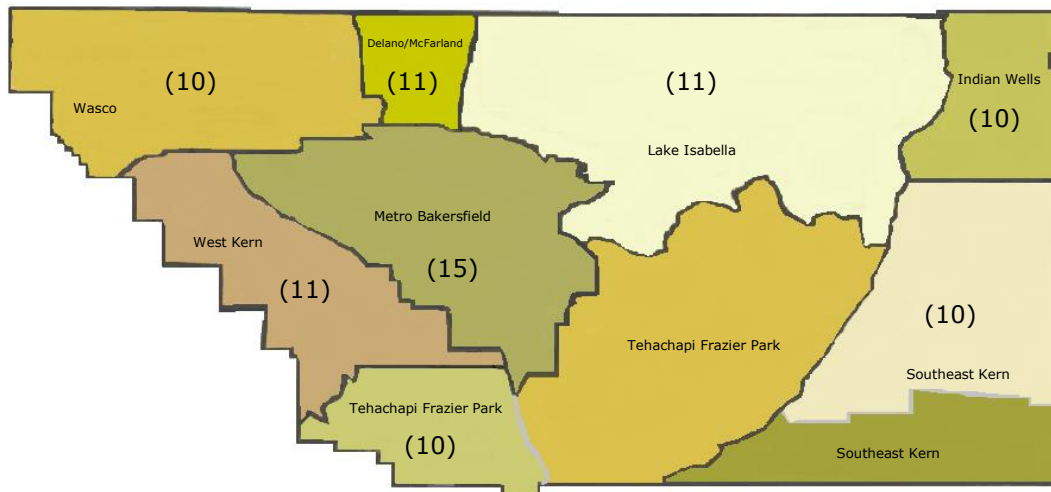 Delano/McFarland
(10)
(11)
(11)
Indian Wells
Wasco
(10)
Lake Isabella
Metro Bakersfield
West Kern
(15)
(11)
(10)
Tehachapi Frazier Park
Southeast Kern
Tehachapi Frazier Park
(10)
Southeast Kern